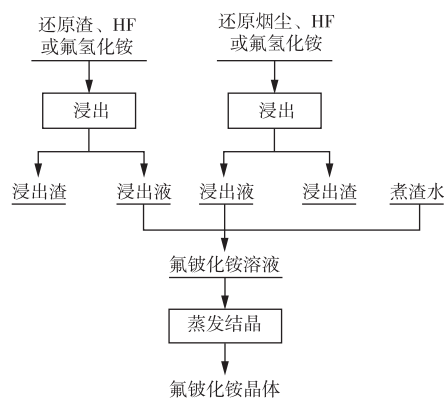 还原渣、HF
或氟氢化铵
还原烟尘、HF
或氟氢化铵
浸出
浸出
浸出渣
浸出液
浸出液
浸出渣
煮渣水
氟铍化铵溶液
蒸发结晶
氟铍化铵晶体